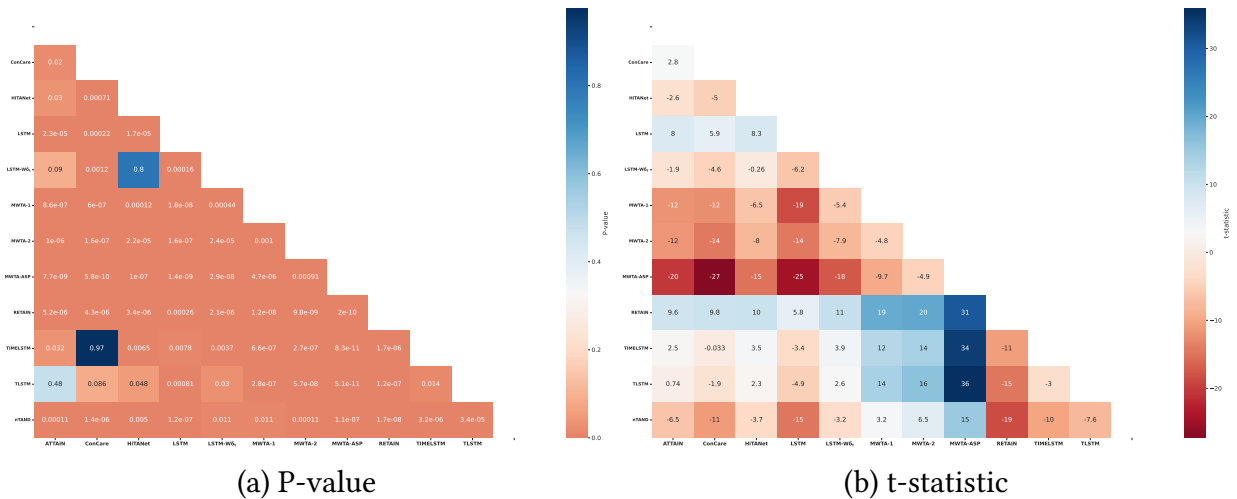 ConCare 0.02
HiTANet 0.03 0.00071
LSTM 2.3e-05 0.00022 1.7e-05
LSTM-Wδₜ 0.09 0.0012 0.8 0.00016
MWTA-1 8.6e-07 6e-07 0.00012 1.8e-08 0.00044
MWTA-2 1e-06 1.6e-07 2.2e-05 1.6e-07 2.4e-05 0.001
MWTA-ASP 7.7e-09 5.8e-10 1e-07 1.4e-09 2.9e-08 4.7e-06 0.00091
RETAIN 5.2e-06 4.3e-06 3.4e-06 0.00026 2.1e-06 1.2e-08 9.8e-09 2e-10
TIMELSTM 0.032 0.97 0.0065 0.0078 0.0037 6.6e-07 2.7e-07 8.3e-11 1.7e-06
TLSTM 0.48 0.086 0.048 0.00081 0.03 2.8e-07 5.7e-08 5.1e-11 1.2e-07 0.014
nTAND 0.00011 1.4e-06 0.005 1.2e-07 0.011 0.011 0.00011 1.1e-07 1.7e-08 3.2e-06 3.4e-05
ATTAIN ConCare HiTANet LSTM LSTM-Wδₜ MWTA-1 MWTA-2 MWTA-ASP RETAIN TIMELSTM TLSTM
0.8
0.6
0.4
0.2
0.0
P-value
(a) P-value
ConCare 2.8
HiTANet -2.6 -5
LSTM 8 5.9 8.3
LSTM-Wδₜ -1.9 -4.6 -0.26 -6.2
MWTA-1 -12 -12 -6.5 -19 -5.4
MWTA-2 -12 -14 -8 -14 -7.9 -4.8
MWTA-ASP -20 -27 -15 -25 -18 -9.7 -4.9
RETAIN 9.6 9.8 10 5.8 11 19 20 31
TIMELSTM 2.5 -0.033 3.5 -3.4 3.9 12 14 34 -11
TLSTM 0.74 -1.9 2.3 -4.9 2.6 14 16 36 -15 -3
nTAND -6.5 -11 -3.7 -15 -3.2 3.2 6.5 15 -19 -10 -7.6
ATTAIN ConCare HiTANet LSTM LSTM-Wδₜ MWTA-1 MWTA-2 MWTA-ASP RETAIN TIMELSTM TLSTM
30
20
10
0
-10
-20
t-statistic
(b) t-statistic